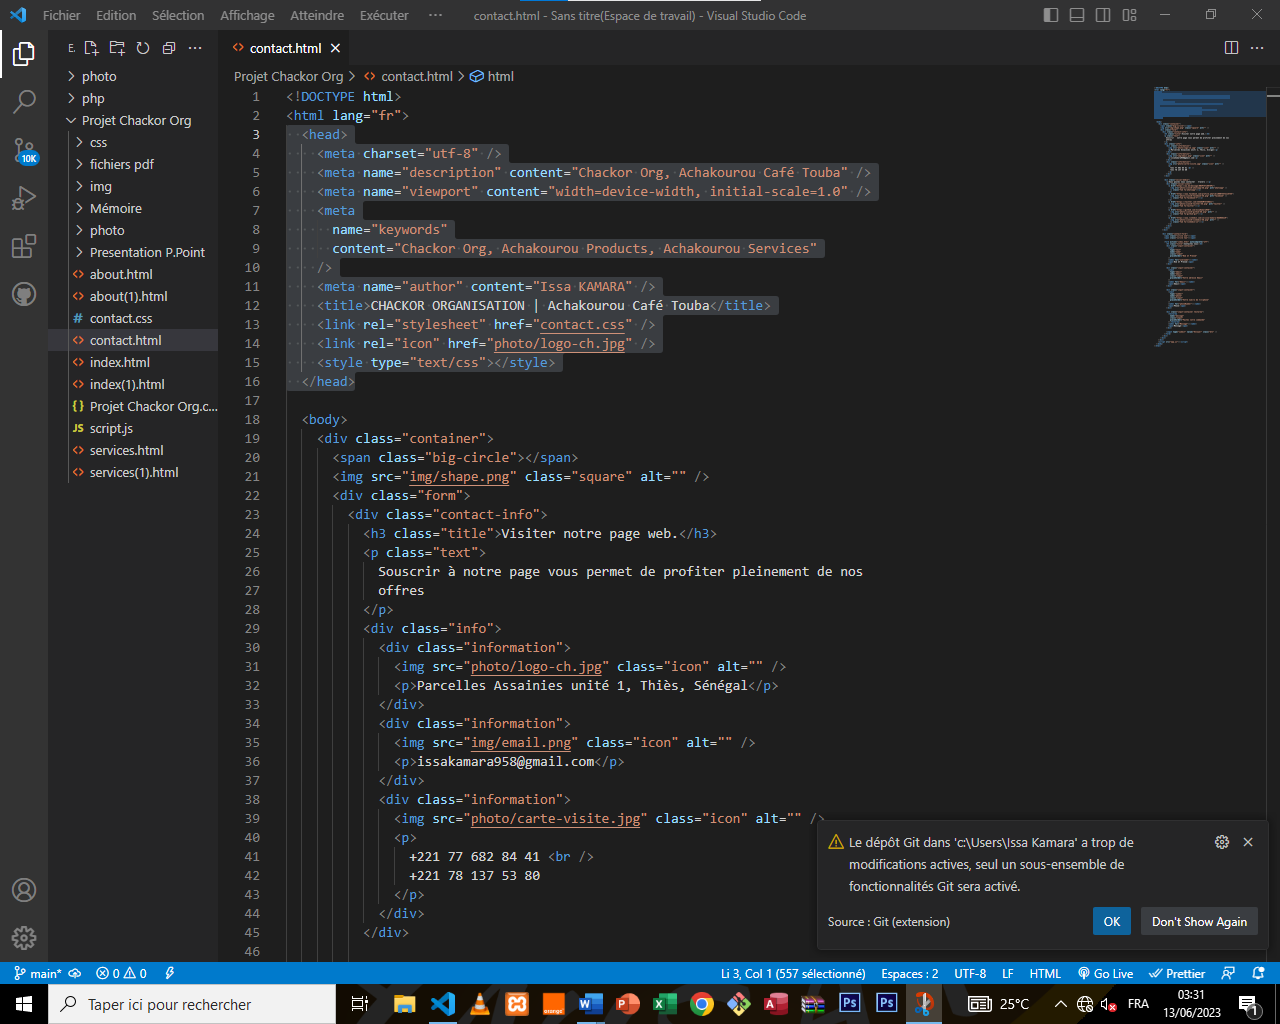 Fichier Edition Sélection Affichage Atteindre Exécuter ··· contact.html - Sans titre(Espace de travail) - Visual Studio Code
E. ···
contact.html
Projet Chackor Org > contact.html > html
photo
php
Projet Chackor Org
css
fichiers pdf
img
Mémoire
photo
Presentation P.Point
about.html
about(1).html
contact.css
contact.html
index.html
index(1).html
Projet Chackor Org.c...
script.js
services.html
services(1).html
10K
1 <!DOCTYPE html>
2 <html lang="fr">
3 <head>
4 <meta charset="utf-8" />
5 <meta name="description" content="Chackor Org, Achakourou Café Touba" />
6 <meta name="viewport" content="width=device-width, initial-scale=1.0" />
7 <meta
8 name="keywords"
9 content="Chackor Org, Achakourou Products, Achakourou Services"
10 />
11 <meta name="author" content="Issa KAMARA" />
12 <title>CHACKOR ORGANISATION | Achakourou Café Touba</title>
13 <link rel="stylesheet" href="contact.css" />
14 <link rel="icon" href="photo/logo-ch.jpg" />
15 <style type="text/css"></style>
16 </head>
17
18 <body>
19 <div class="container">
20 <span class="big-circle"></span>
21 <img src="img/shape.png" class="square" alt="" />
22 <div class="form">
23 <div class="contact-info">
24 <h3 class="title">Visiter notre page web.</h3>
25 <p class="text">
26 Souscrir à notre page vous permet de profiter pleinement de nos
27 offres
28 </p>
29 <div class="info">
30 <div class="information">
31 <img src="photo/logo-ch.jpg" class="icon" alt="" />
32 <p>Parcelles Assainies unité 1, Thiès, Sénégal</p>
33 </div>
34 <div class="information">
35 <img src="img/email.png" class="icon" alt="" />
36 <p>issakamara958@gmail.com</p>
37 </div>
38 <div class="information">
39 <img src="photo/carte-visite.jpg" class="icon" alt="" />
40 <p>
41 +221 77 682 84 41 <br />
42 +221 78 137 53 80
43 </p>
44 </div>
45 </div>
46
Le dépôt Git dans 'c:\Users\Issa Kamara' a trop de
modifications actives, seul un sous-ensemble de
fonctionnalités Git sera activé.
Source : Git (extension) OK Don't Show Again
main* 0 0 Li 3, Col 1 (557 sélectionné) Espaces : 2 UTF-8 LF HTML Go Live Prettier
Taper ici pour rechercher 25°C FRA 03:31
13/06/2023 1